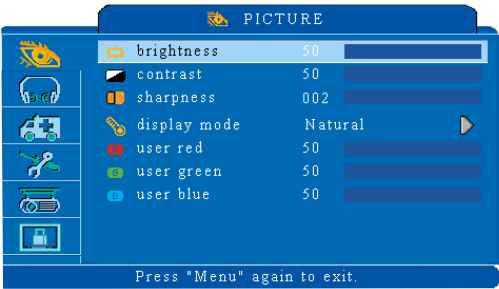 PICTURE
brightness 50
contrast 50
sharpness 002
display mode Natural
user red 50
user green 50
user blue 50
Press "Menu" again to exit.